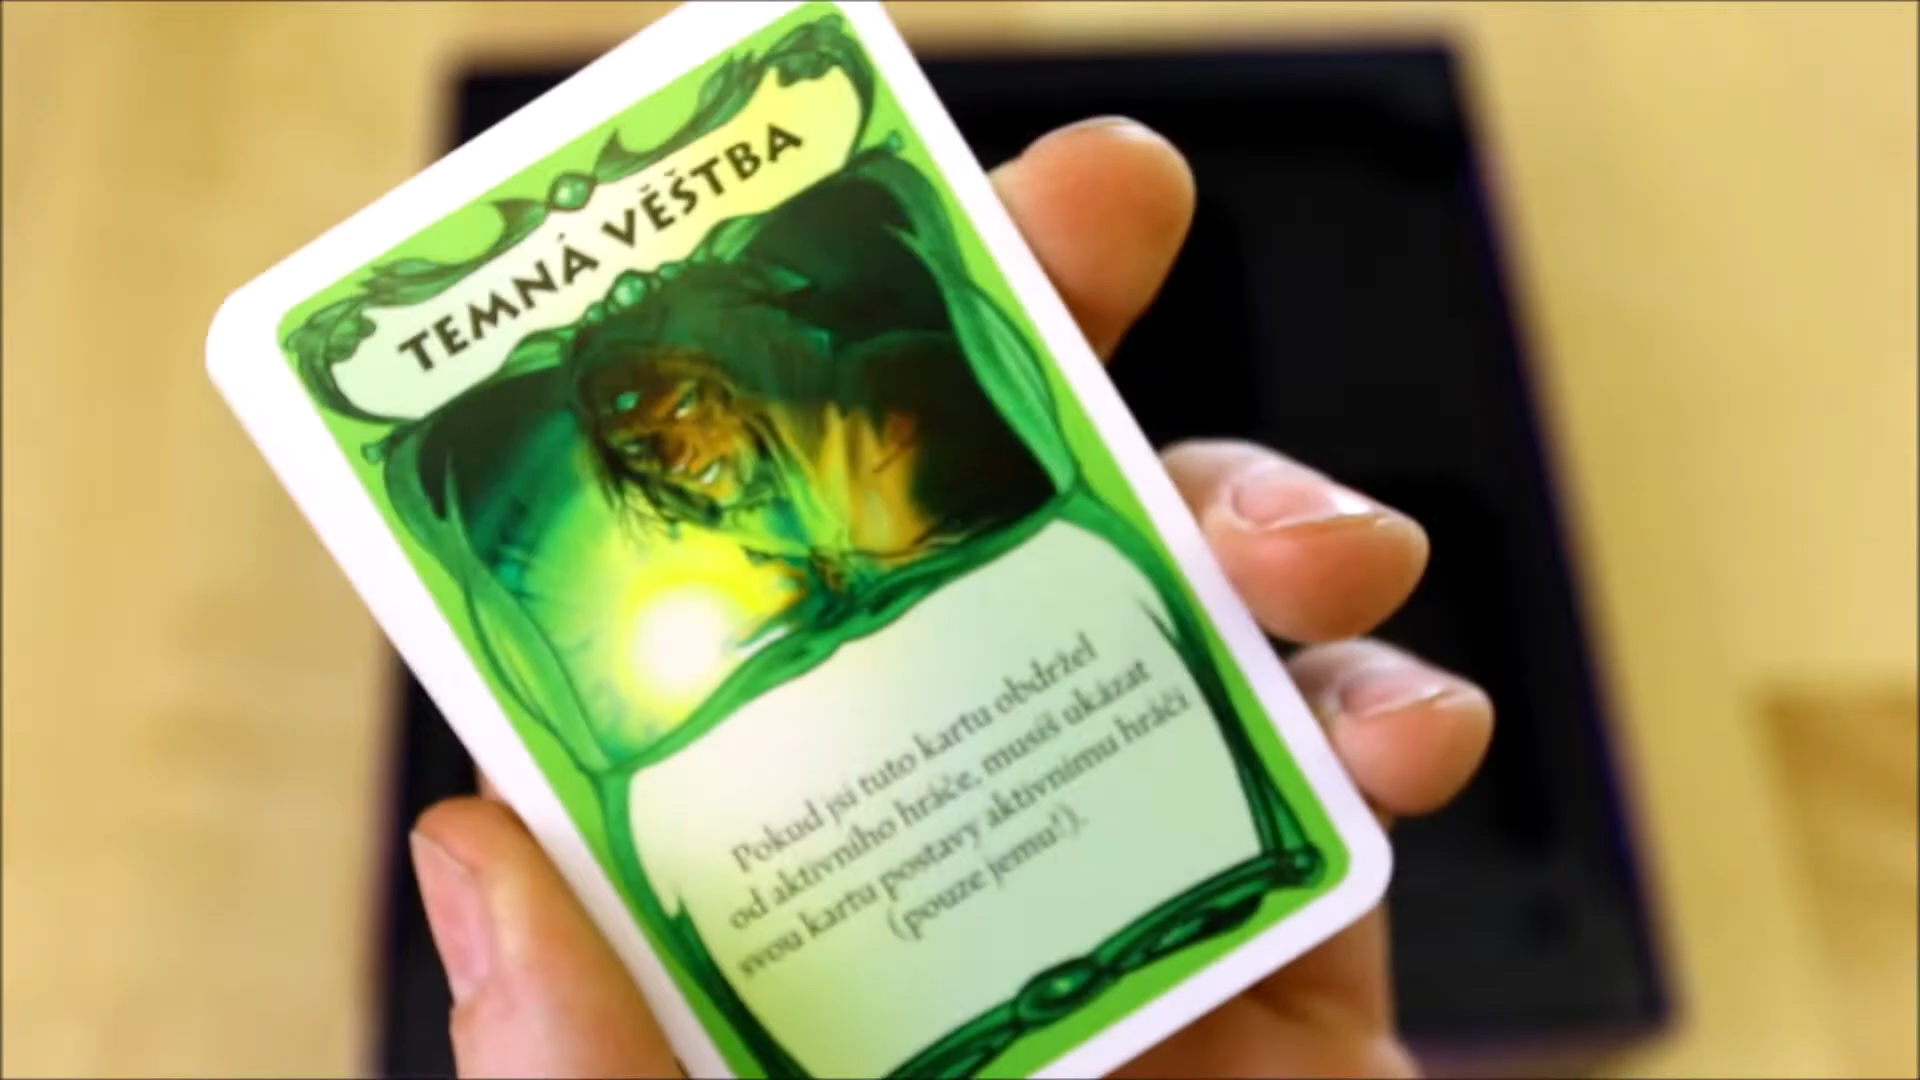 TEMNÁ VĚŠTBA
Pokud jsi tuto kartu obdržel
od aktivního hráče, musíš ukázat
svou kartu postavy aktivnímu hráči
(pouze jemu!).